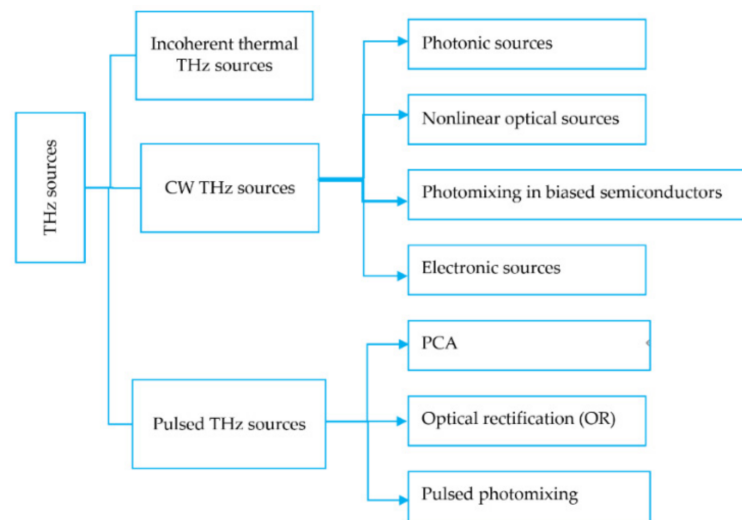 THz sources
Incoherent thermal
THz sources
CW THz sources
Pulsed THz sources
Photonic sources
Nonlinear optical sources
Photomixing in biased semiconductors
Electronic sources
PCA
Optical rectification (OR)
Pulsed photomixing